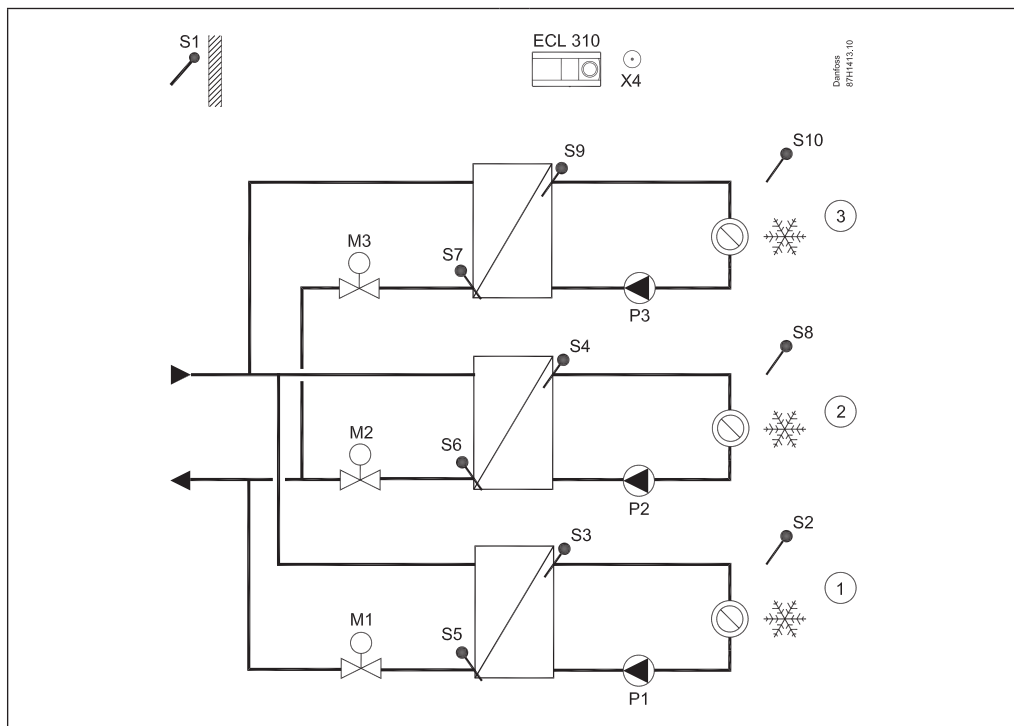 S1
ECL 310
X4
Danfoss
87H1413.10
S10
S9
3
M3
S7
P3
S8
S4
2
M2
S6
P2
S2
S3
1
M1
S5
P1